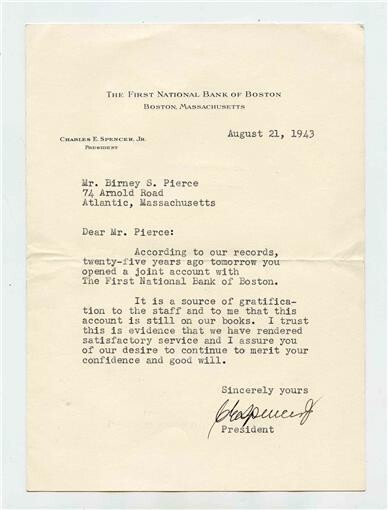 THE FIRST NATIONAL BANK OF BOSTON
BOSTON, MASSACHUSETTS
CHARLES E. SPENCER, JR.
PRESIDENT
August 21, 1943
Mr. Birney S. Pierce
74 Arnold Road
Atlantic, Massachusetts
Dear Mr. Pierce:
According to our records,
twenty-five years ago tomorrow you
opened a joint account with
The First National Bank of Boston.
It is a source of gratifica-
tion to the staff and to me that this
account is still on our books. I trust
this is evidence that we have rendered
satisfactory service and I assure you
of our desire to continue to merit your
confidence and good will.
Sincerely yours
President